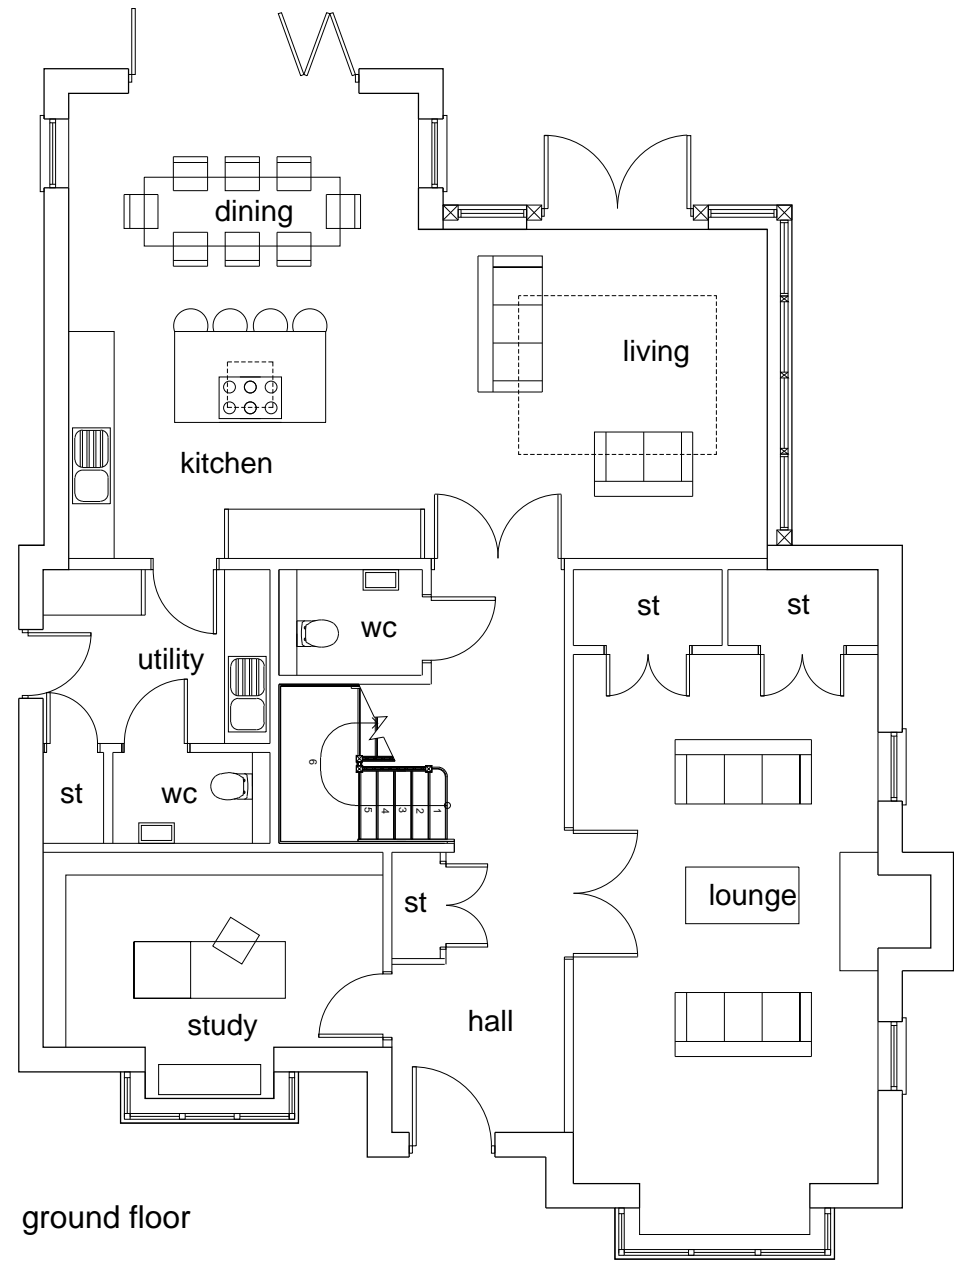 dining
living
kitchen
st
st
wc
utility
6
st
wc
5
4
3
2
1
lounge
st
study
hall
ground floor